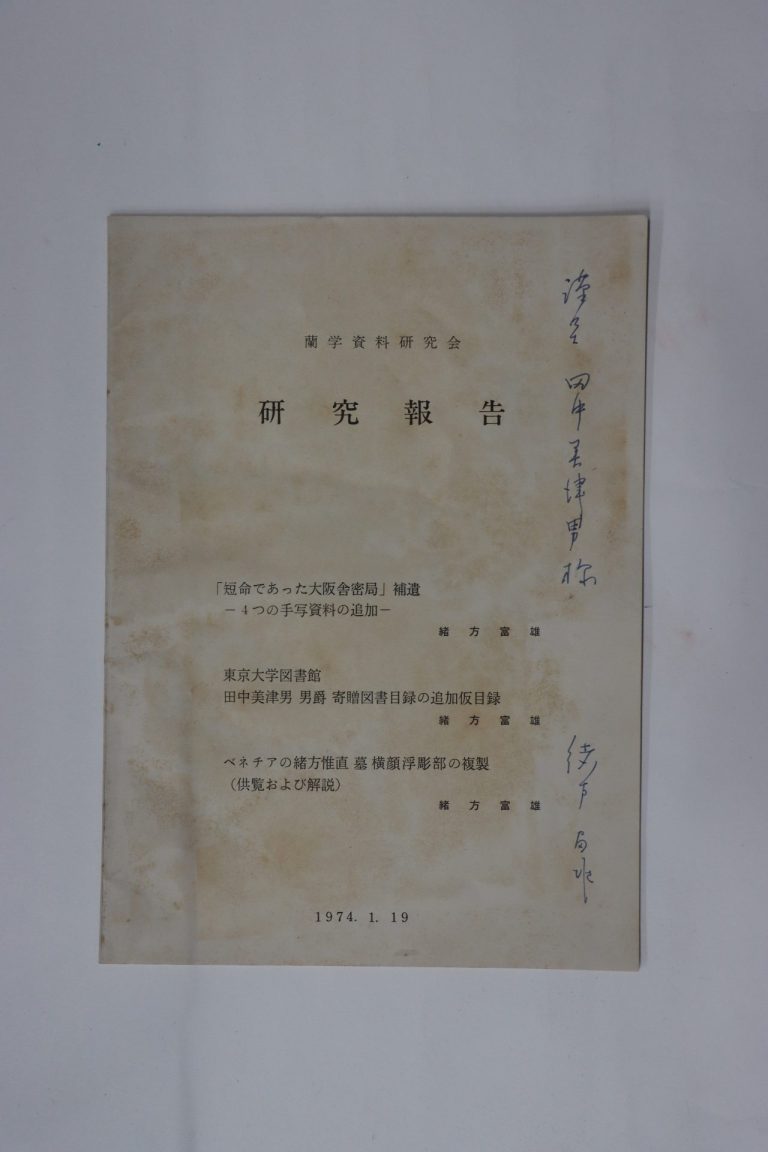 蘭学資料研究会
研究報告
「短命であった大阪舎密局」補遺
－4つの手写資料の追加－
緒方富雄
東京大学図書館
田中美津男 男爵 寄贈図書目録の追加仮目録
緒方富雄
ベネチアの緒方惟直 墓 横顔浮彫部の複製
（供覧および解説）
緒方富雄
1974. 1. 19
謹呈 田中美津男様
緒方富雄